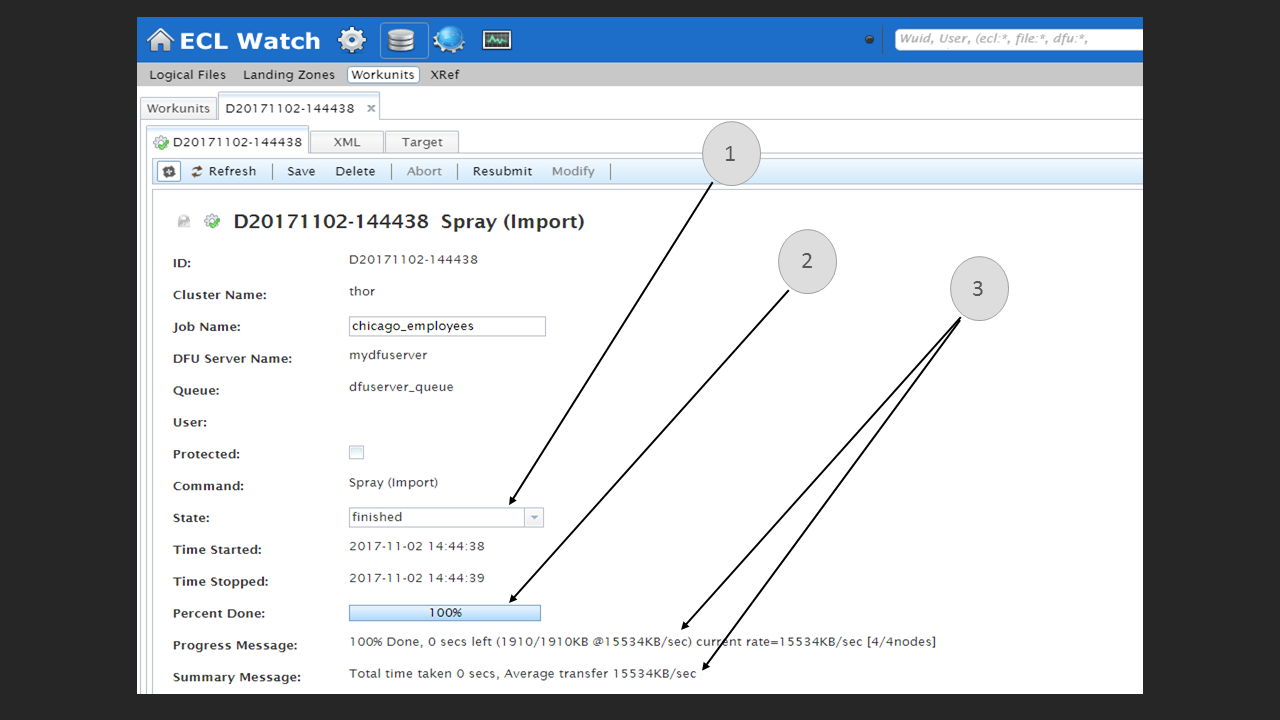 ECL Watch
Wuid, User, (ecl:*, file:*, dfu:*,
Logical Files Landing Zones Workunits XRef
Workunits D20171102-144438 x
D20171102-144438 XML Target
1
Refresh Save Delete Abort Resubmit Modify
D20171102-144438 Spray (Import)
2
3
ID: D20171102-144438
Cluster Name: thor
Job Name: chicago_employees
DFU Server Name: mydfuserver
Queue: dfuserver_queue
User:
Protected:
Command: Spray (Import)
State: finished
Time Started: 2017-11-02 14:44:38
Time Stopped: 2017-11-02 14:44:39
Percent Done: 100%
Progress Message: 100% Done, 0 secs left (1910/1910KB @15534KB/sec) current rate=15534KB/sec [4/4nodes]
Summary Message: Total time taken 0 secs, Average transfer 15534KB/sec